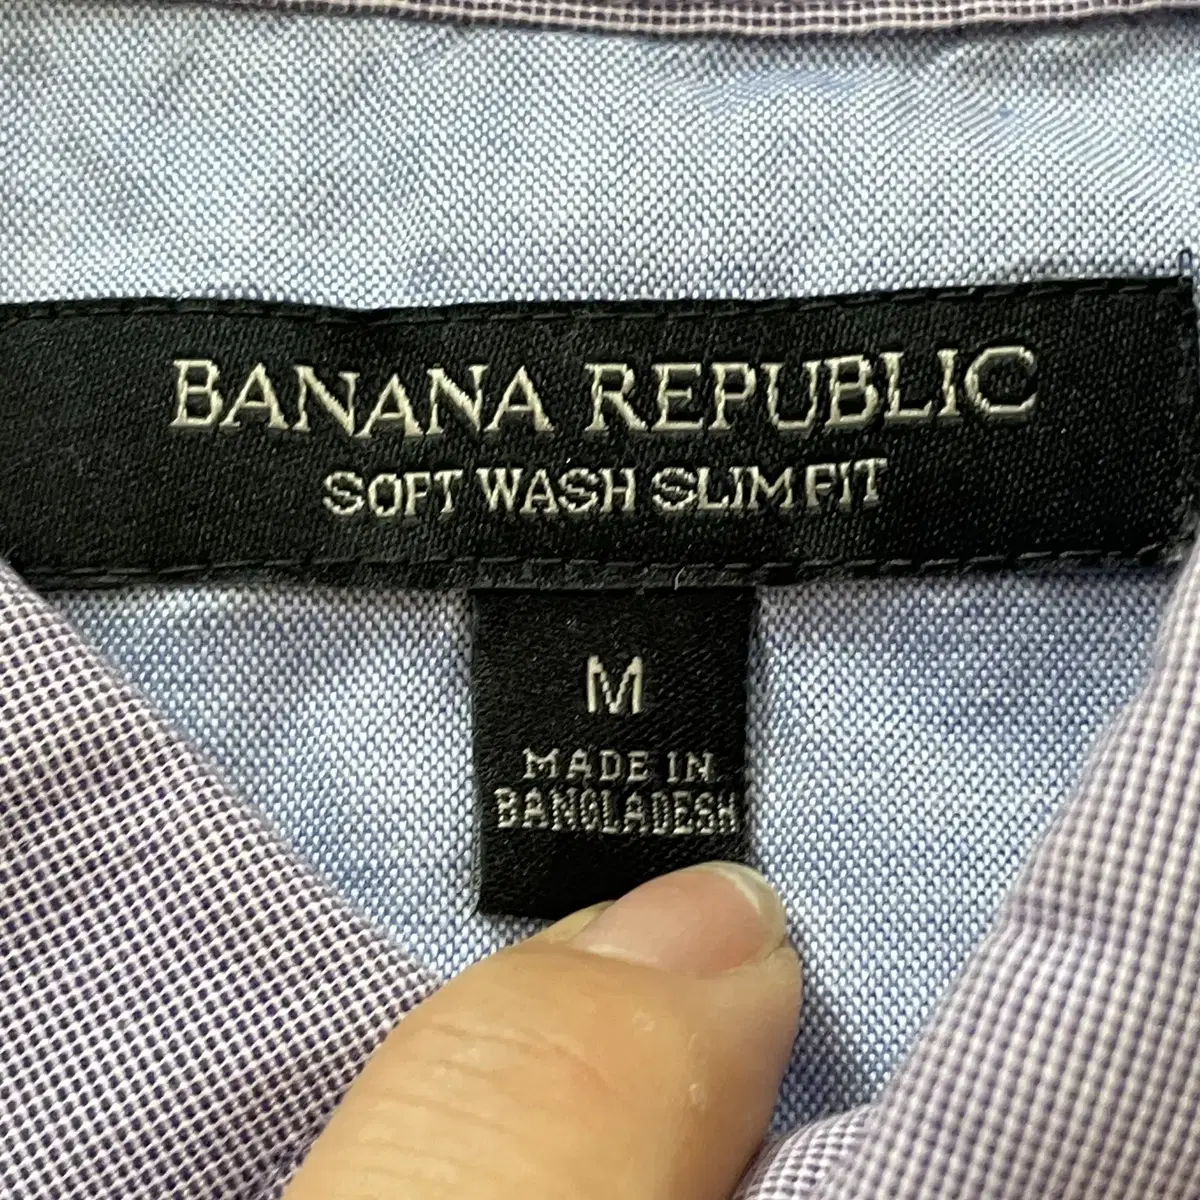 BANANA REPUBLIC
SOFT WASH SLIM FIT
M
MADE IN
BANGLADESH